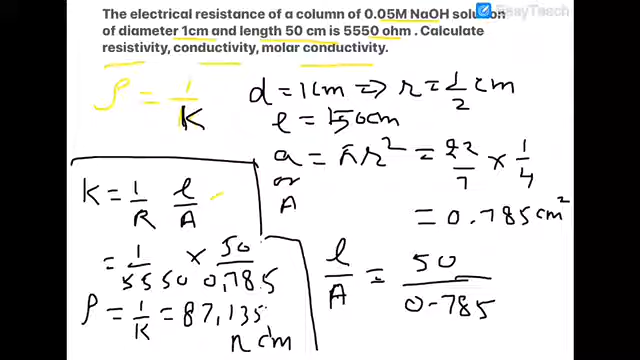 The electrical resistance of a column of 0.05M NaOH solution
of diameter 1cm and length 50 cm is 5550 ohm . Calculate
resistivity, conductivity, molar conductivity.
EasyTeach
ρ = 1/K
d = 1cm ⇒ r = 1/2 cm
l = 50cm
a = πr² = 22/7 × 1/4
or
A
= 0.785 cm²
K = 1/R l/A
= 1/5550 × 50/0.785
ρ = 1/K = 87,135
Ω cm
l/A = 50/0.785